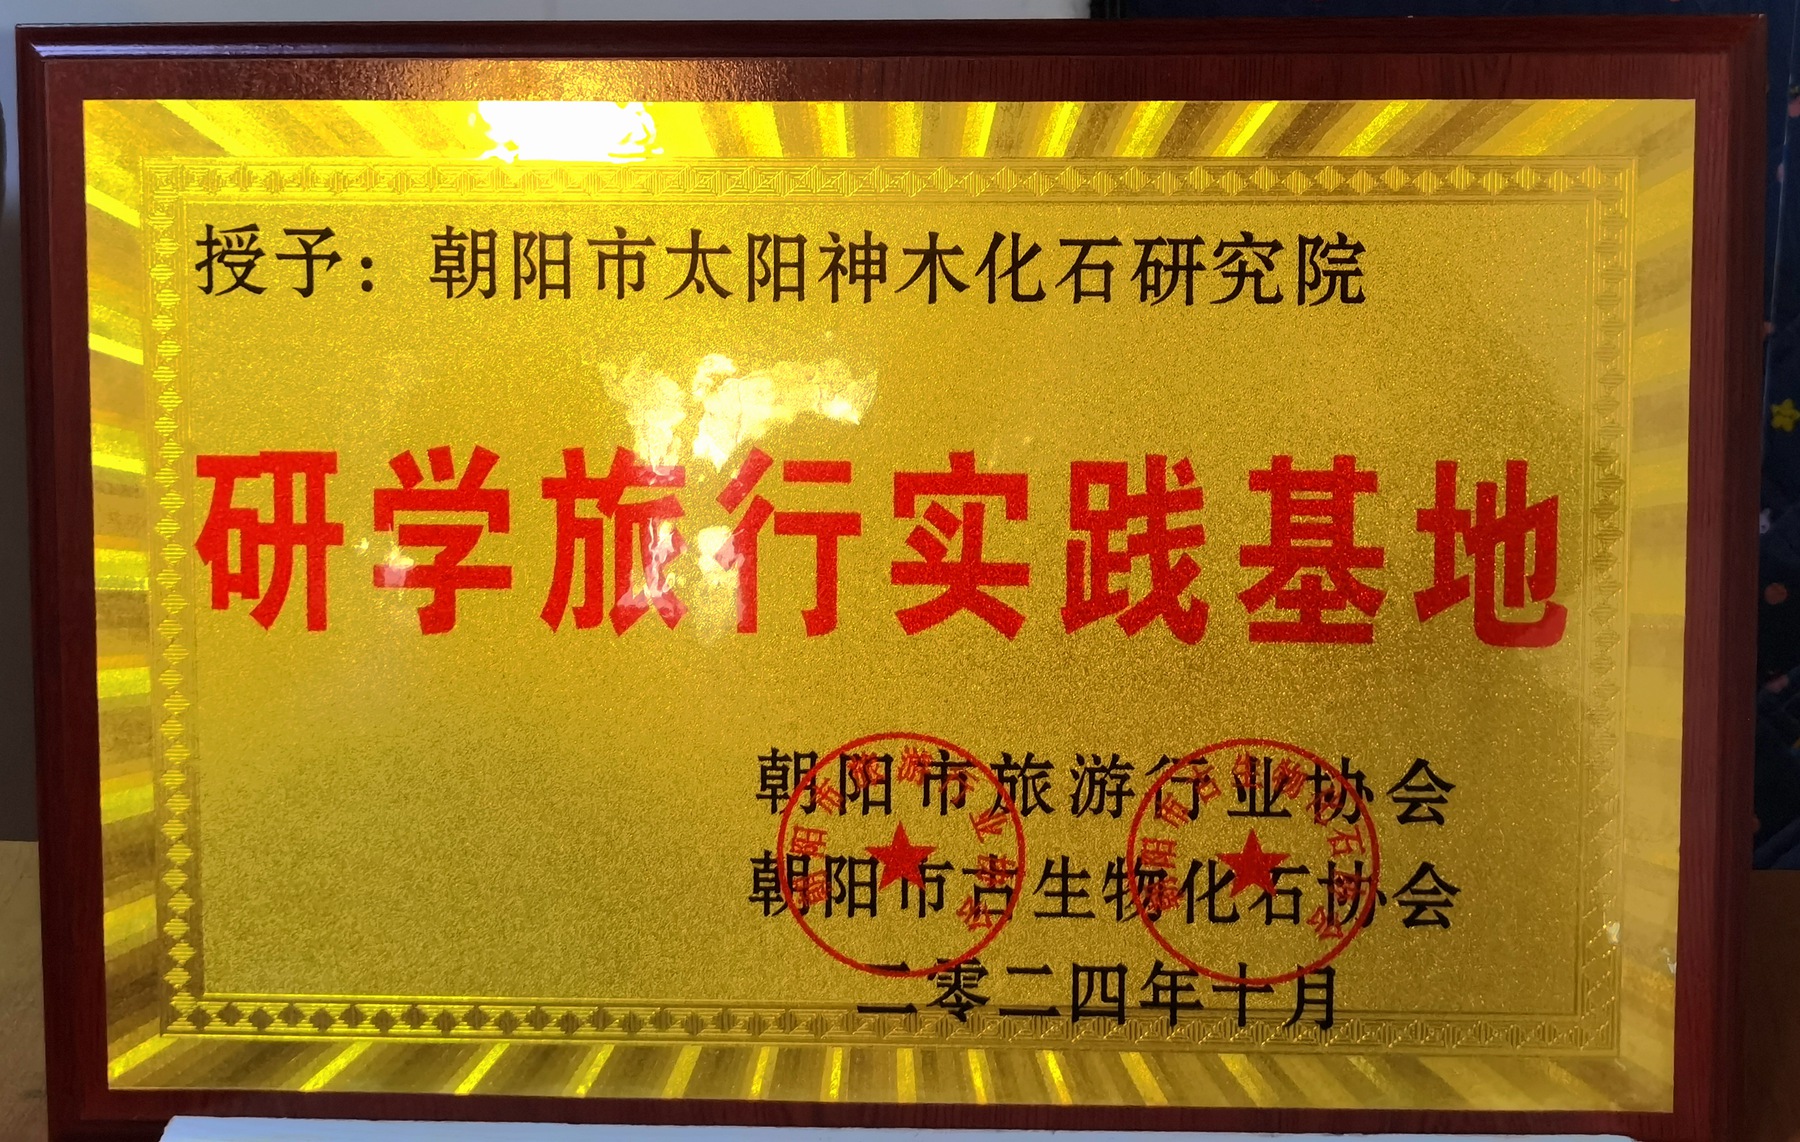 授予：朝阳市太阳神木化石研究院
研学旅行实践基地
朝阳市旅游行业协会
朝阳市古生物化石协会
二零二四年十月